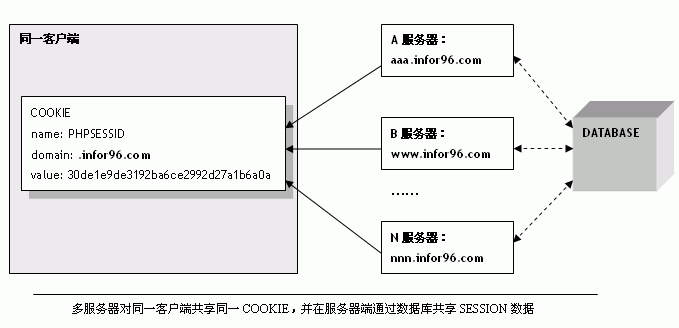 同一客户端
COOKIE
name: PHPSESSID
domain: .infor96.com
value: 30de1e9de3192ba6ce2992d27a1b6a0a
A 服务器：
aaa.infor96.com
B 服务器：
www.infor96.com
……
N 服务器：
nnn.infor96.com
DATABASE
多服务器对同一客户端共享同一 COOKIE，并在服务器端通过数据库共享 SESSION 数据